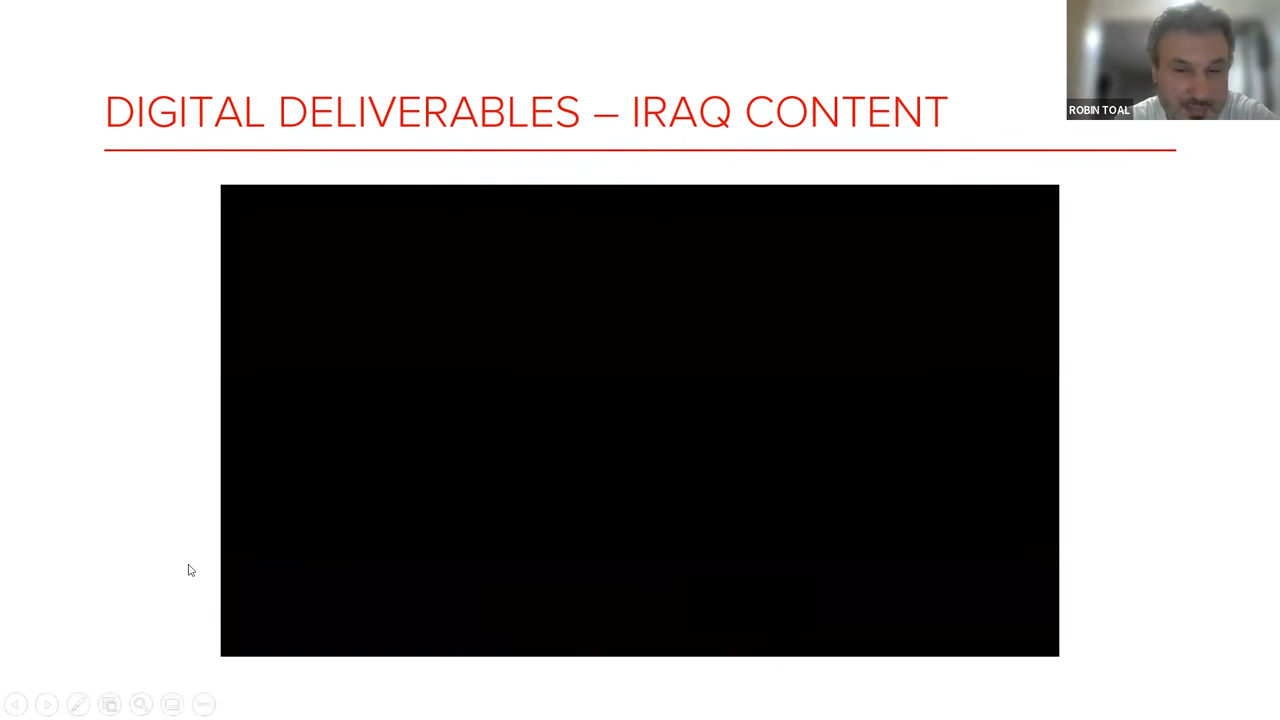 DIGITAL DELIVERABLES – IRAQ CONTENT
ROBIN TOAL